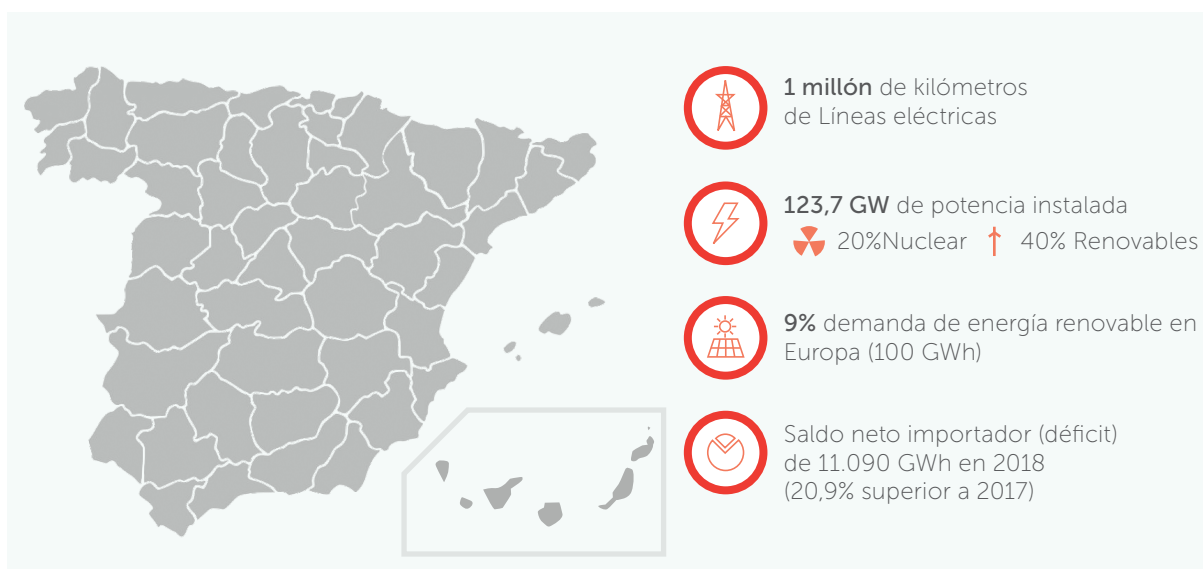 1 millón de kilómetros
de Líneas eléctricas
123,7 GW de potencia instalada
20%Nuclear 40% Renovables
9% demanda de energía renovable en
Europa (100 GWh)
Saldo neto importador (déficit)
de 11.090 GWh en 2018
(20,9% superior a 2017)